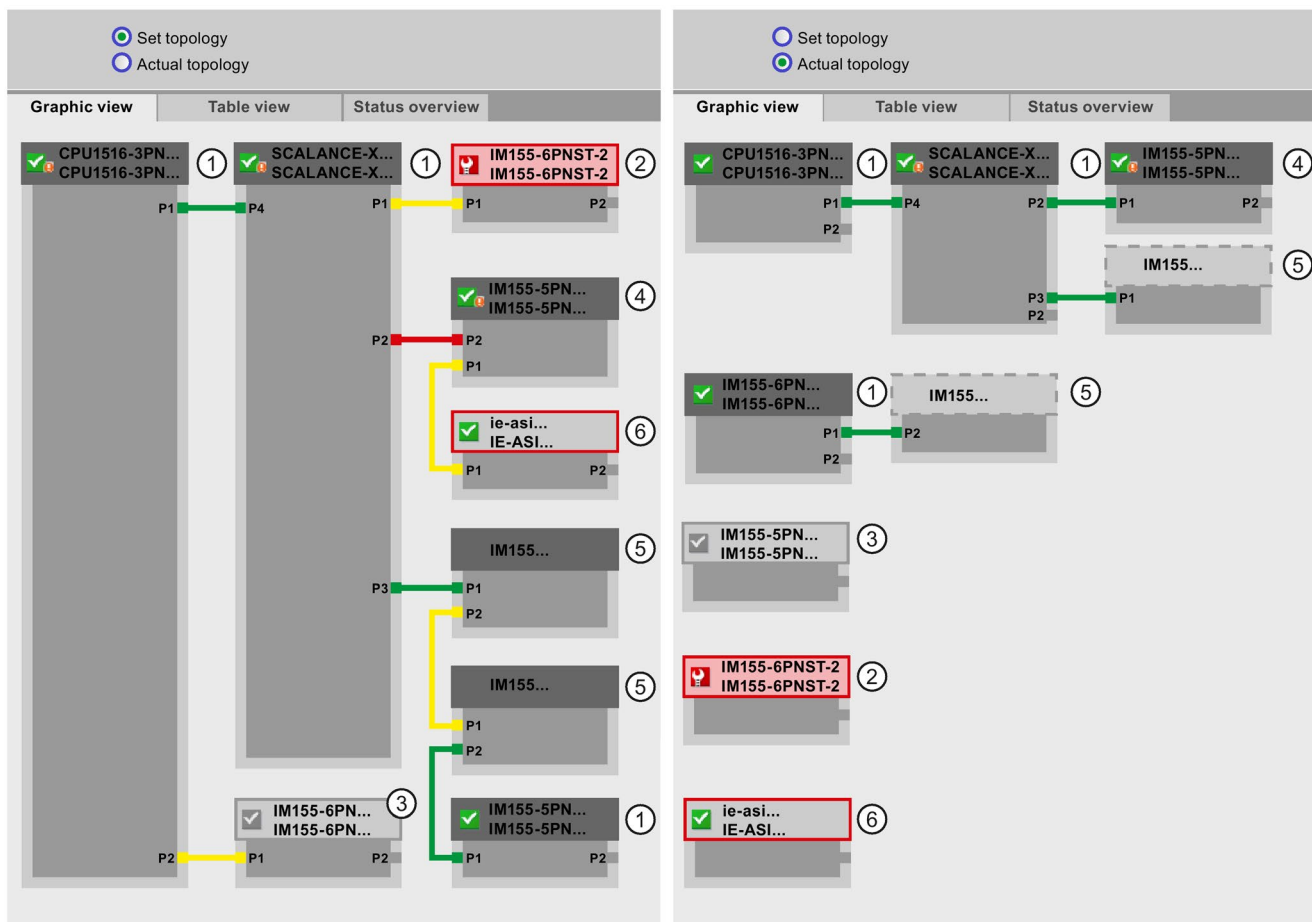 Set topology
Actual topology
Graphic view
Table view
Status overview
CPU1516-3PN...
CPU1516-3PN...
1
SCALANCE-X...
SCALANCE-X...
1
IM155-6PNST-2
IM155-6PNST-2
2
P1
P4
P1
P1
P2
IM155-5PN...
IM155-5PN...
4
P2
P2
P1
ie-asi...
IE-ASI...
6
P1
P2
IM155...
5
P3
P1
P2
IM155...
5
P1
P2
IM155-6PN...
IM155-6PN...
3
IM155-5PN...
IM155-5PN...
1
P2
P1
P2
P1
P2
Set topology
Actual topology
Graphic view
Table view
Status overview
CPU1516-3PN...
CPU1516-3PN...
1
SCALANCE-X...
SCALANCE-X...
1
IM155-5PN...
IM155-5PN...
4
P1
P4
P2
P1
P2
P2
IM155...
5
P3
P1
P2
IM155-6PN...
IM155-6PN...
1
IM155...
5
P1
P2
P2
IM155-5PN...
IM155-5PN...
3
IM155-6PNST-2
IM155-6PNST-2
2
ie-asi...
IE-ASI...
6